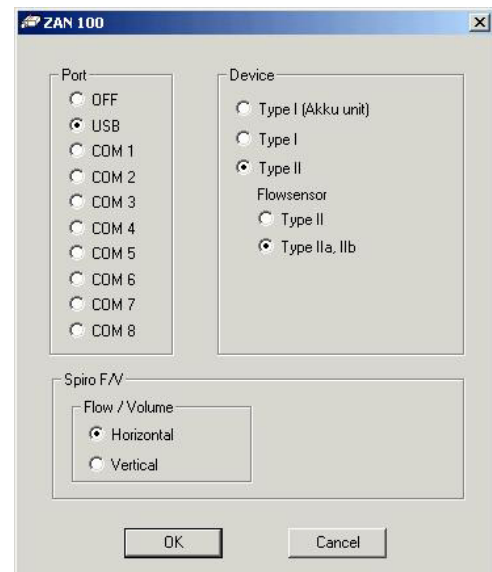 ZAN 100
Port
OFF
USB
COM 1
COM 2
COM 3
COM 4
COM 5
COM 6
COM 7
COM 8
Device
Type I (Akku unit)
Type I
Type II
Flowsensor
Type II
Type IIa, IIb
Spiro F/V
Flow / Volume
Horizontal
Vertical
OK
Cancel